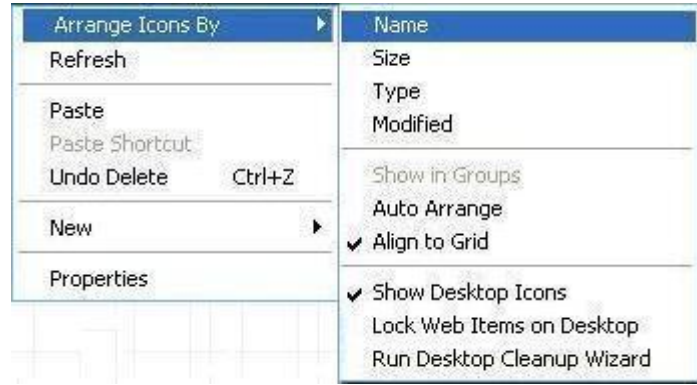 Arrange Icons By
Refresh
Paste
Paste Shortcut
Undo Delete Ctrl+Z
New
Properties
Name
Size
Type
Modified
Show in Groups
Auto Arrange
Align to Grid
Show Desktop Icons
Lock Web Items on Desktop
Run Desktop Cleanup Wizard